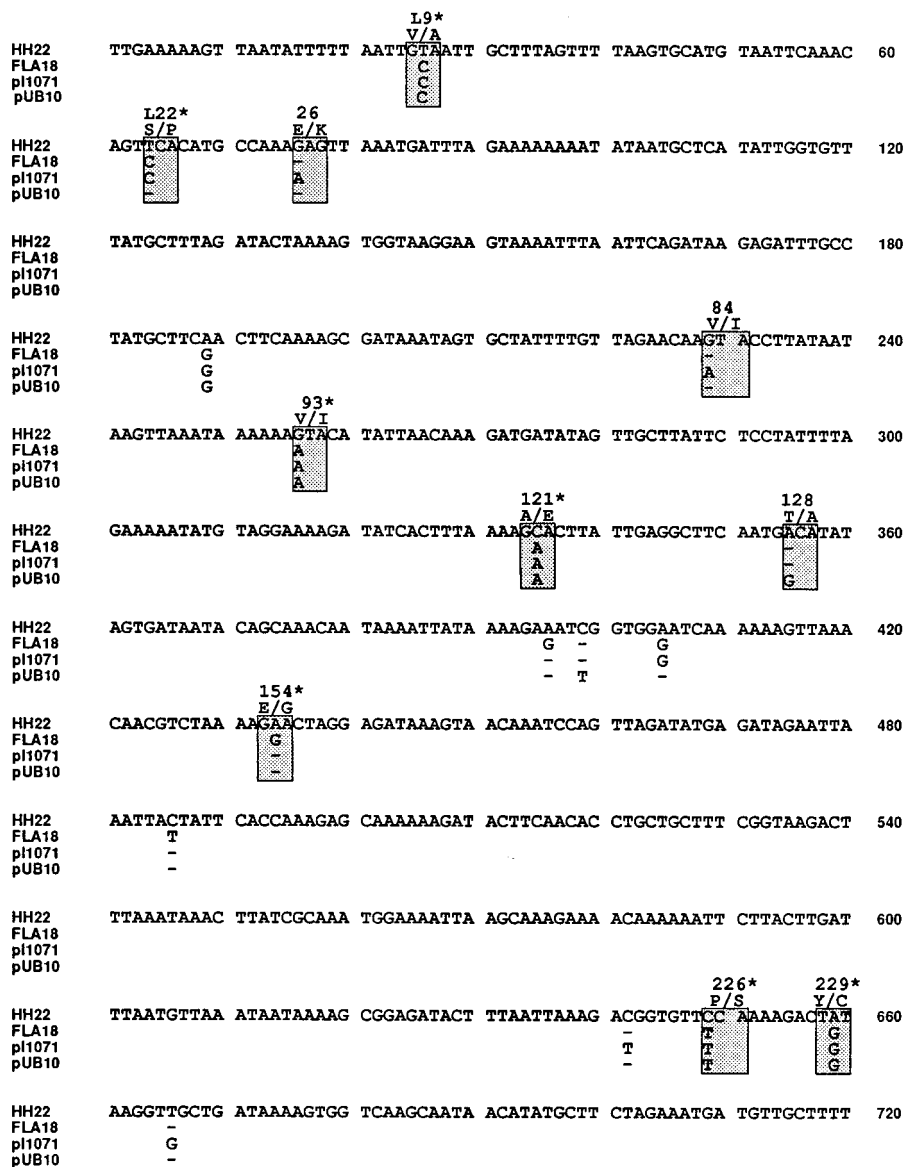 L9*
V/A
HH22 TTGAAAAAGT TAATATTTTT AATTGTAATT GCTTTAGTTT TAAGTGCATG TAATTCAAAC 60
FLA18 C
pI1071 C
pUB10 C
L22* 26
S/P E/K
HH22 AGTTCACATG CCAAAGAGTT AAATGATTTA GAAAAAAAAT ATAATGCTCA TATTGGTGTT 120
FLA18 C -
pI1071 C A
pUB10 - -
HH22 TATGCTTTAG ATACTAAAAG TGGTAAGGAA GTAAAATTTA ATTCAGATAA GAGATTTGCC 180
FLA18
pI1071
pUB10
84
V/I
HH22 TATGCTTCAA CTTCAAAAGC GATAAATAGT GCTATTTTGT TAGAACAAGT ACCTTATAAT 240
FLA18 G -
pI1071 G A
pUB10 G -
93*
V/I
HH22 AAGTTAAATA AAAAAGTACA TATTAACAAA GATGATATAG TTGCTTATTC TCCTATTTTA 300
FLA18 A
pI1071 A
pUB10 A
121* 128
A/E T/A
HH22 GAAAAATATG TAGGAAAAGA TATCACTTTA AAAGCACTTA TTGAGGCTTC AATGACATAT 360
FLA18 A -
pI1071 A -
pUB10 A G
HH22 AGTGATAATA CAGCAAACAA TAAAATTATA AAAGAAATCG GTGGAATCAA AAAAGTTAAA 420
FLA18 G - G
pI1071 - - G
pUB10 - T -
154*
E/G
HH22 CAACGTCTAA AAGAACTAGG AGATAAAGTA ACAAATCCAG TTAGATATGA GATAGAATTA 480
FLA18 G
pI1071 -
pUB10 -
HH22 AATTACTATT CACCAAAGAG CAAAAAAGAT ACTTCAACAC CTGCTGCTTT CGGTAAGACT 540
FLA18 T
pI1071 -
pUB10 -
HH22 TTAAATAAAC TTATCGCAAA TGGAAAATTA AGCAAAGAAA ACAAAAAATT CTTACTTGAT 600
FLA18
pI1071
pUB10
226* 229*
P/S Y/C
HH22 TTAATGTTAA ATAATAAAAG CGGAGATACT TTAATTAAAG ACGGTGTTCC AAAAGACTAT 660
FLA18 - T G
pI1071 T T G
pUB10 - T G
HH22 AAGGTTGCTG ATAAAAGTGG TCAAGCAATA ACATATGCTT CTAGAAATGA TGTTGCTTTT 720
FLA18 -
pI1071 G
pUB10 -